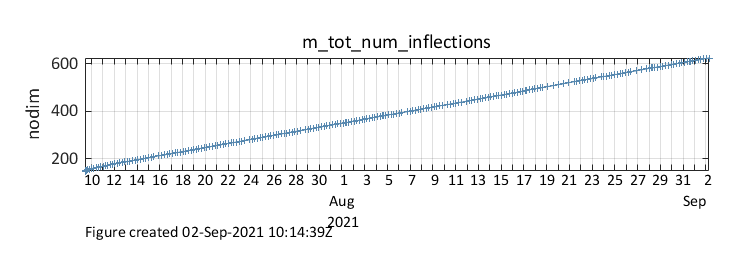 m_tot_num_inflections
600
400
200
nodim
10 12 14 16 18 20 22 24 26 28 30 1 3 5 7 9 11 13 15 17 19 21 23 25 27 29 31 2
Aug Sep
2021
Figure created 02-Sep-2021 10:14:39Z